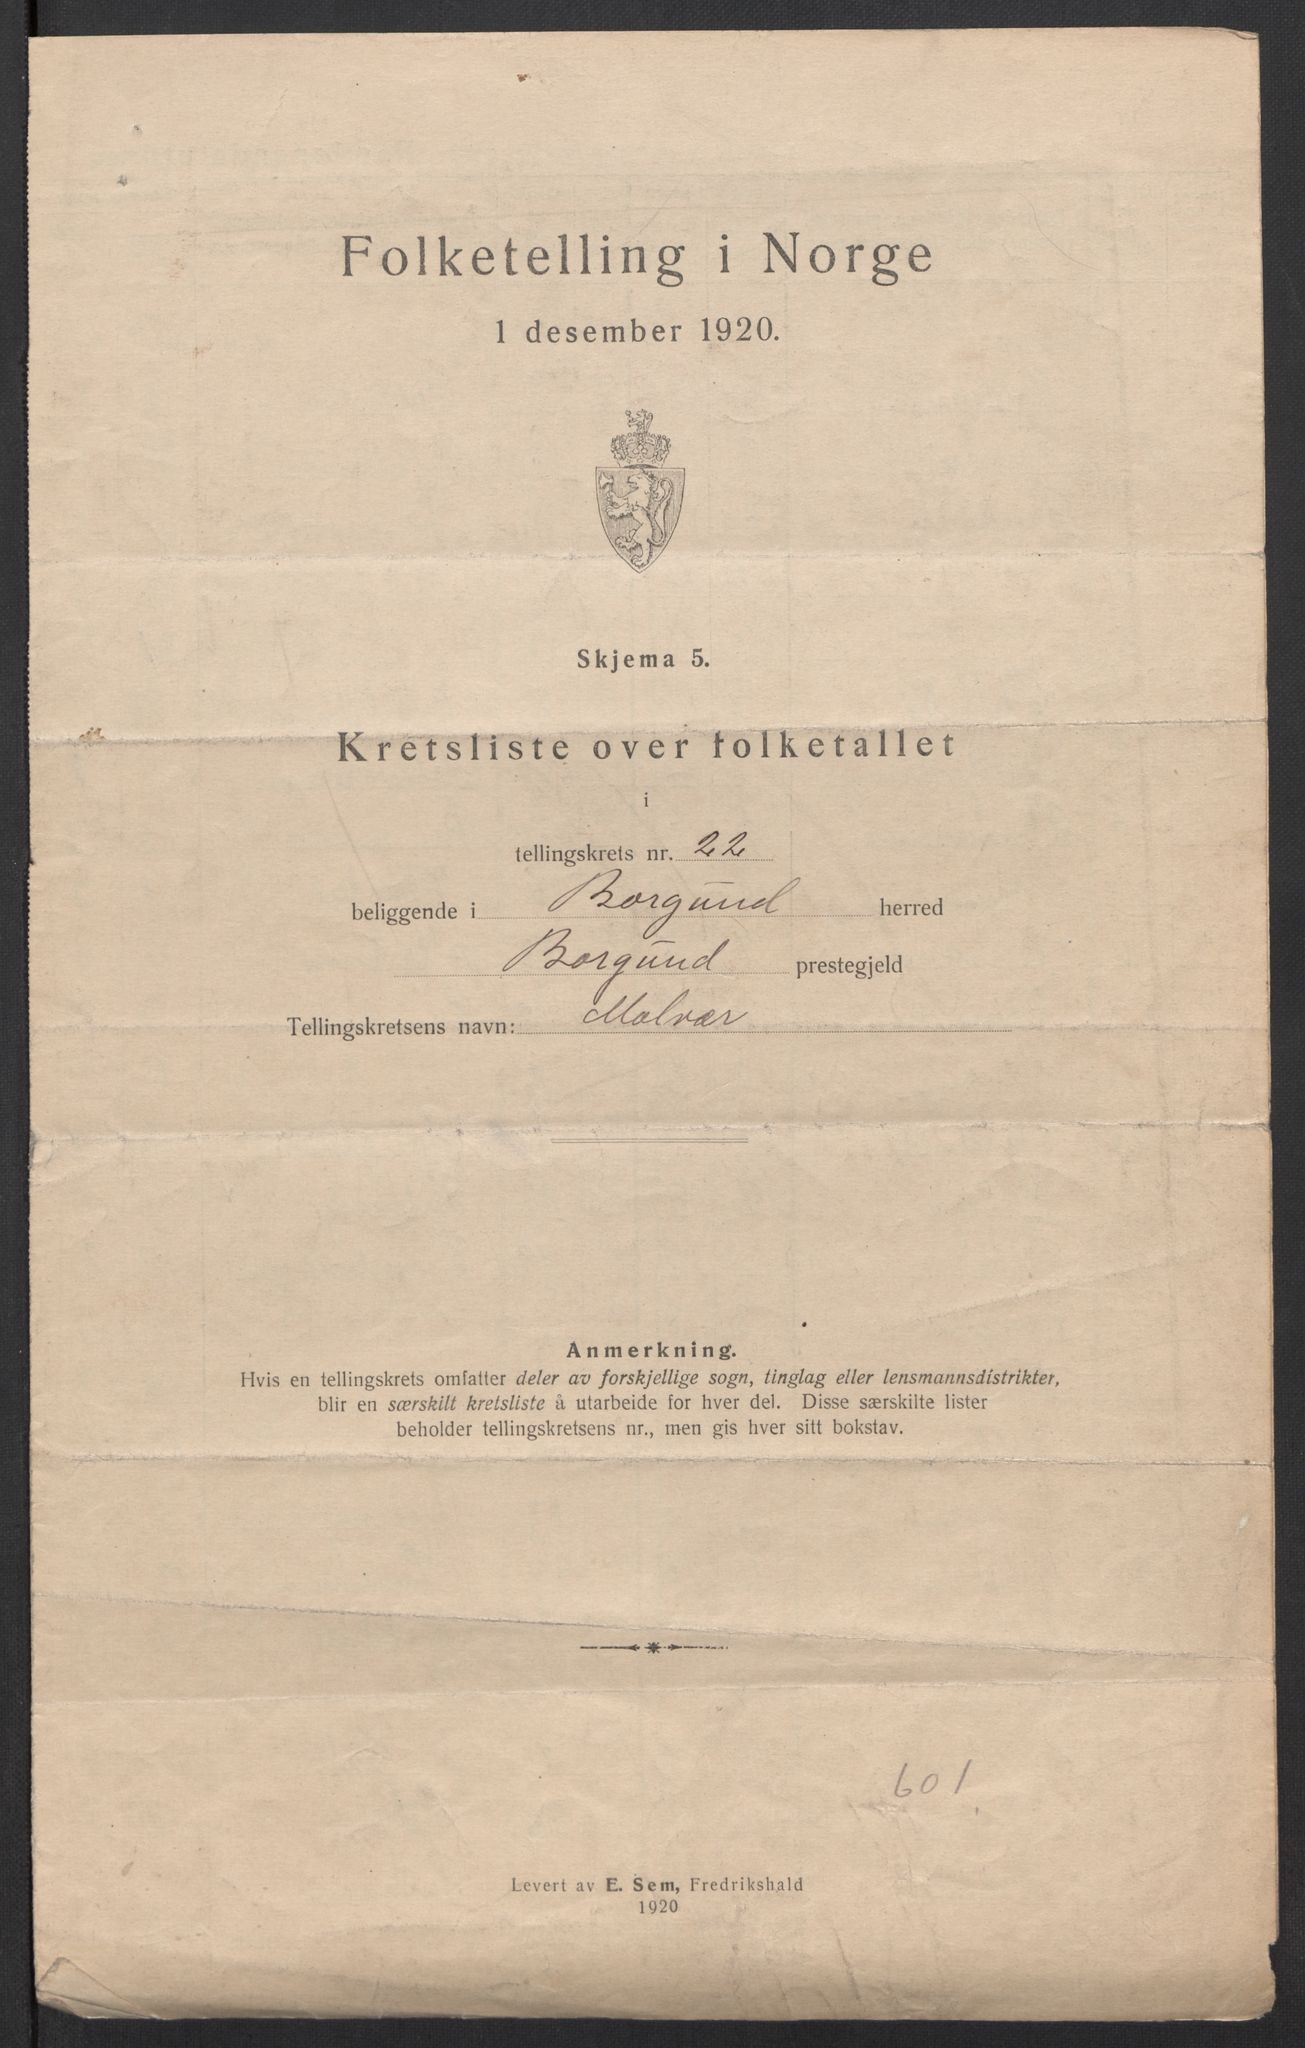 Folketelling i Norge
1 desember 1920.
Skjema 5.
Kretsliste over folketallet
i
tellingskrets nr. 22
beliggende i Borgund herred
Borgund prestegjeld
Tellingskretsens navn: Molvær
Anmerkning.
Hvis en tellingskrets omfatter deler av forskjellige sogn, tinglag eller lensmannsdistrikter,
blir en særskilt kretsliste å utarbeide for hver del. Disse særskilte lister
beholder tellingskretsens nr., men gis hver sitt bokstav.
601
Levert av E. Sem, Fredrikshald
1920